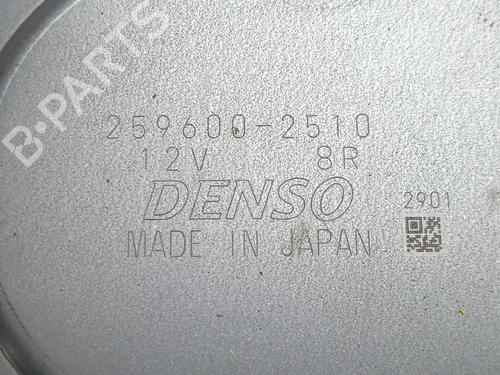 B-PARTS
259600-2510
12V 8R
DENSO 2901
MADE IN JAPAN